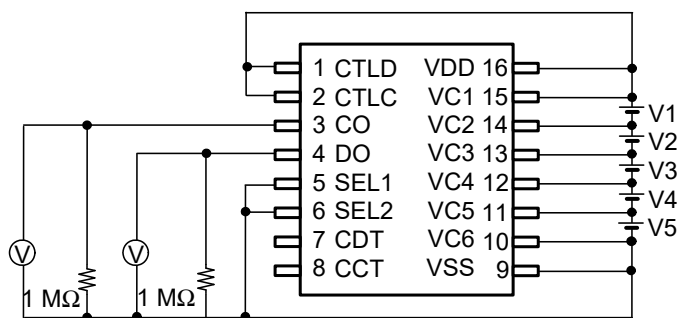 1 CTLD VDD 16
2 CTLC VC1 15
V1
3 CO VC2 14
V2
4 DO VC3 13
V3
5 SEL1 VC4 12
V4
6 SEL2 VC5 11
V5
7 CDT VC6 10
8 CCT VSS 9
V
V
1 MΩ
1 MΩ